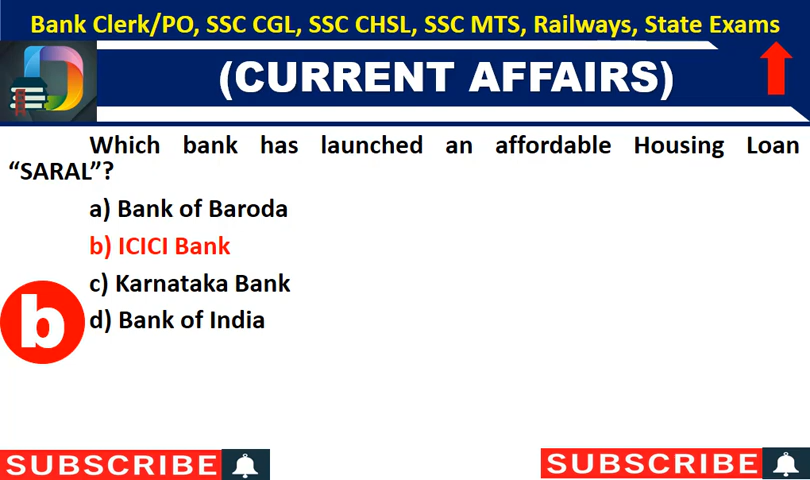 Bank Clerk/PO, SSC CGL, SSC CHSL, SSC MTS, Railways, State Exams
(CURRENT AFFAIRS)
Which bank has launched an affordable Housing Loan
“SARAL”?
a) Bank of Baroda
b) ICICI Bank
c) Karnataka Bank
b
d) Bank of India
SUBSCRIBE
SUBSCRIBE